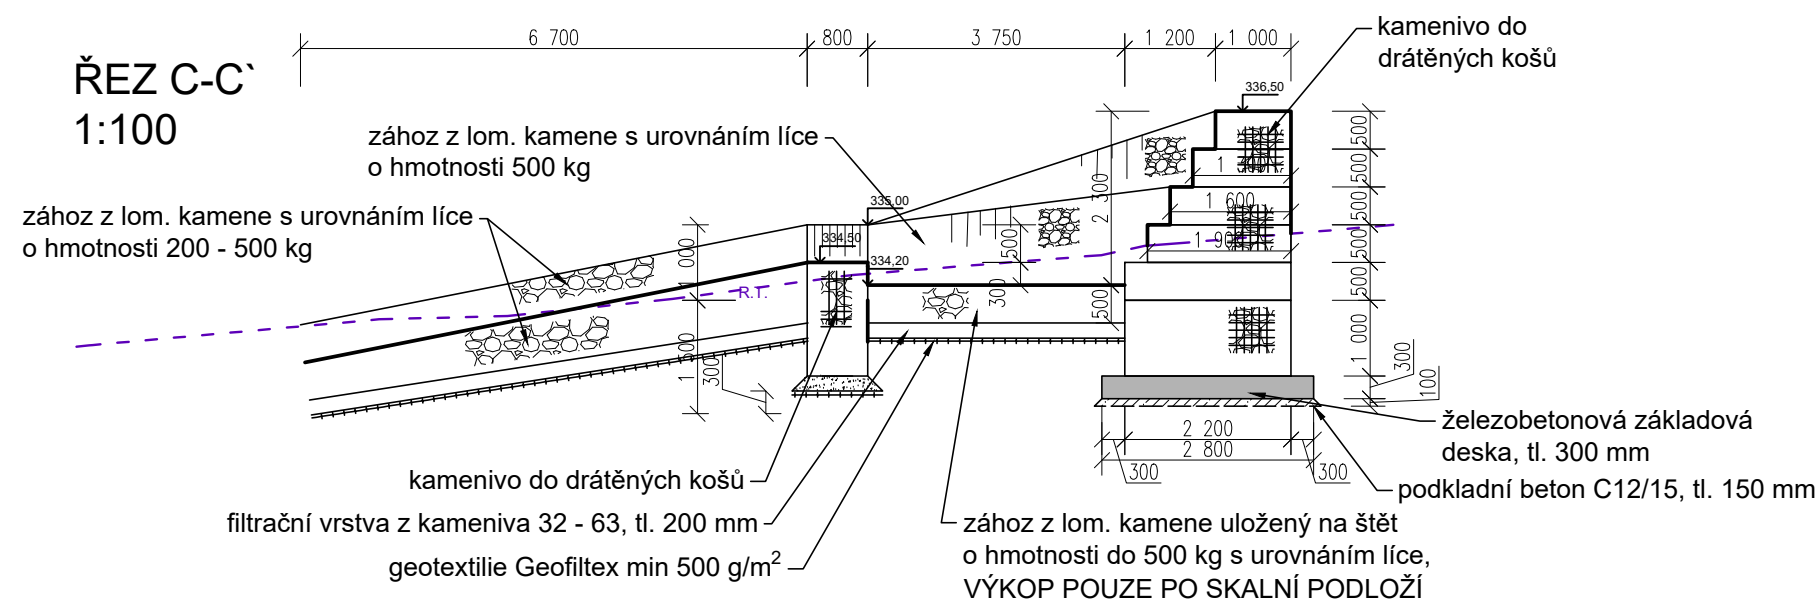 6 700
800
3 750
1 200
1 000
kamenivo do
drátěných košů
ŘEZ C-C`
1:100
336,50
zához z lom. kamene s urovnáním líce
o hmotnosti 500 kg
zához z lom. kamene s urovnáním líce
o hmotnosti 200 - 500 kg
335,00
334,50
334,20
R.T.
2 300
500
300
500
1 600
500
500
500
500
500
1 000
300
100
300
železobetonová základová
deska, tl. 300 mm
podkladní beton C12/15, tl. 150 mm
2 200
2 800
300
300
kamenivo do drátěných košů
filtrační vrstva z kameniva 32 - 63, tl. 200 mm
geotextilie Geofiltex min 500 g/m²
zához z lom. kamene uložený na štět
o hmotnosti do 500 kg s urovnáním líce,
VÝKOP POUZE PO SKALNÍ PODLOŽÍ